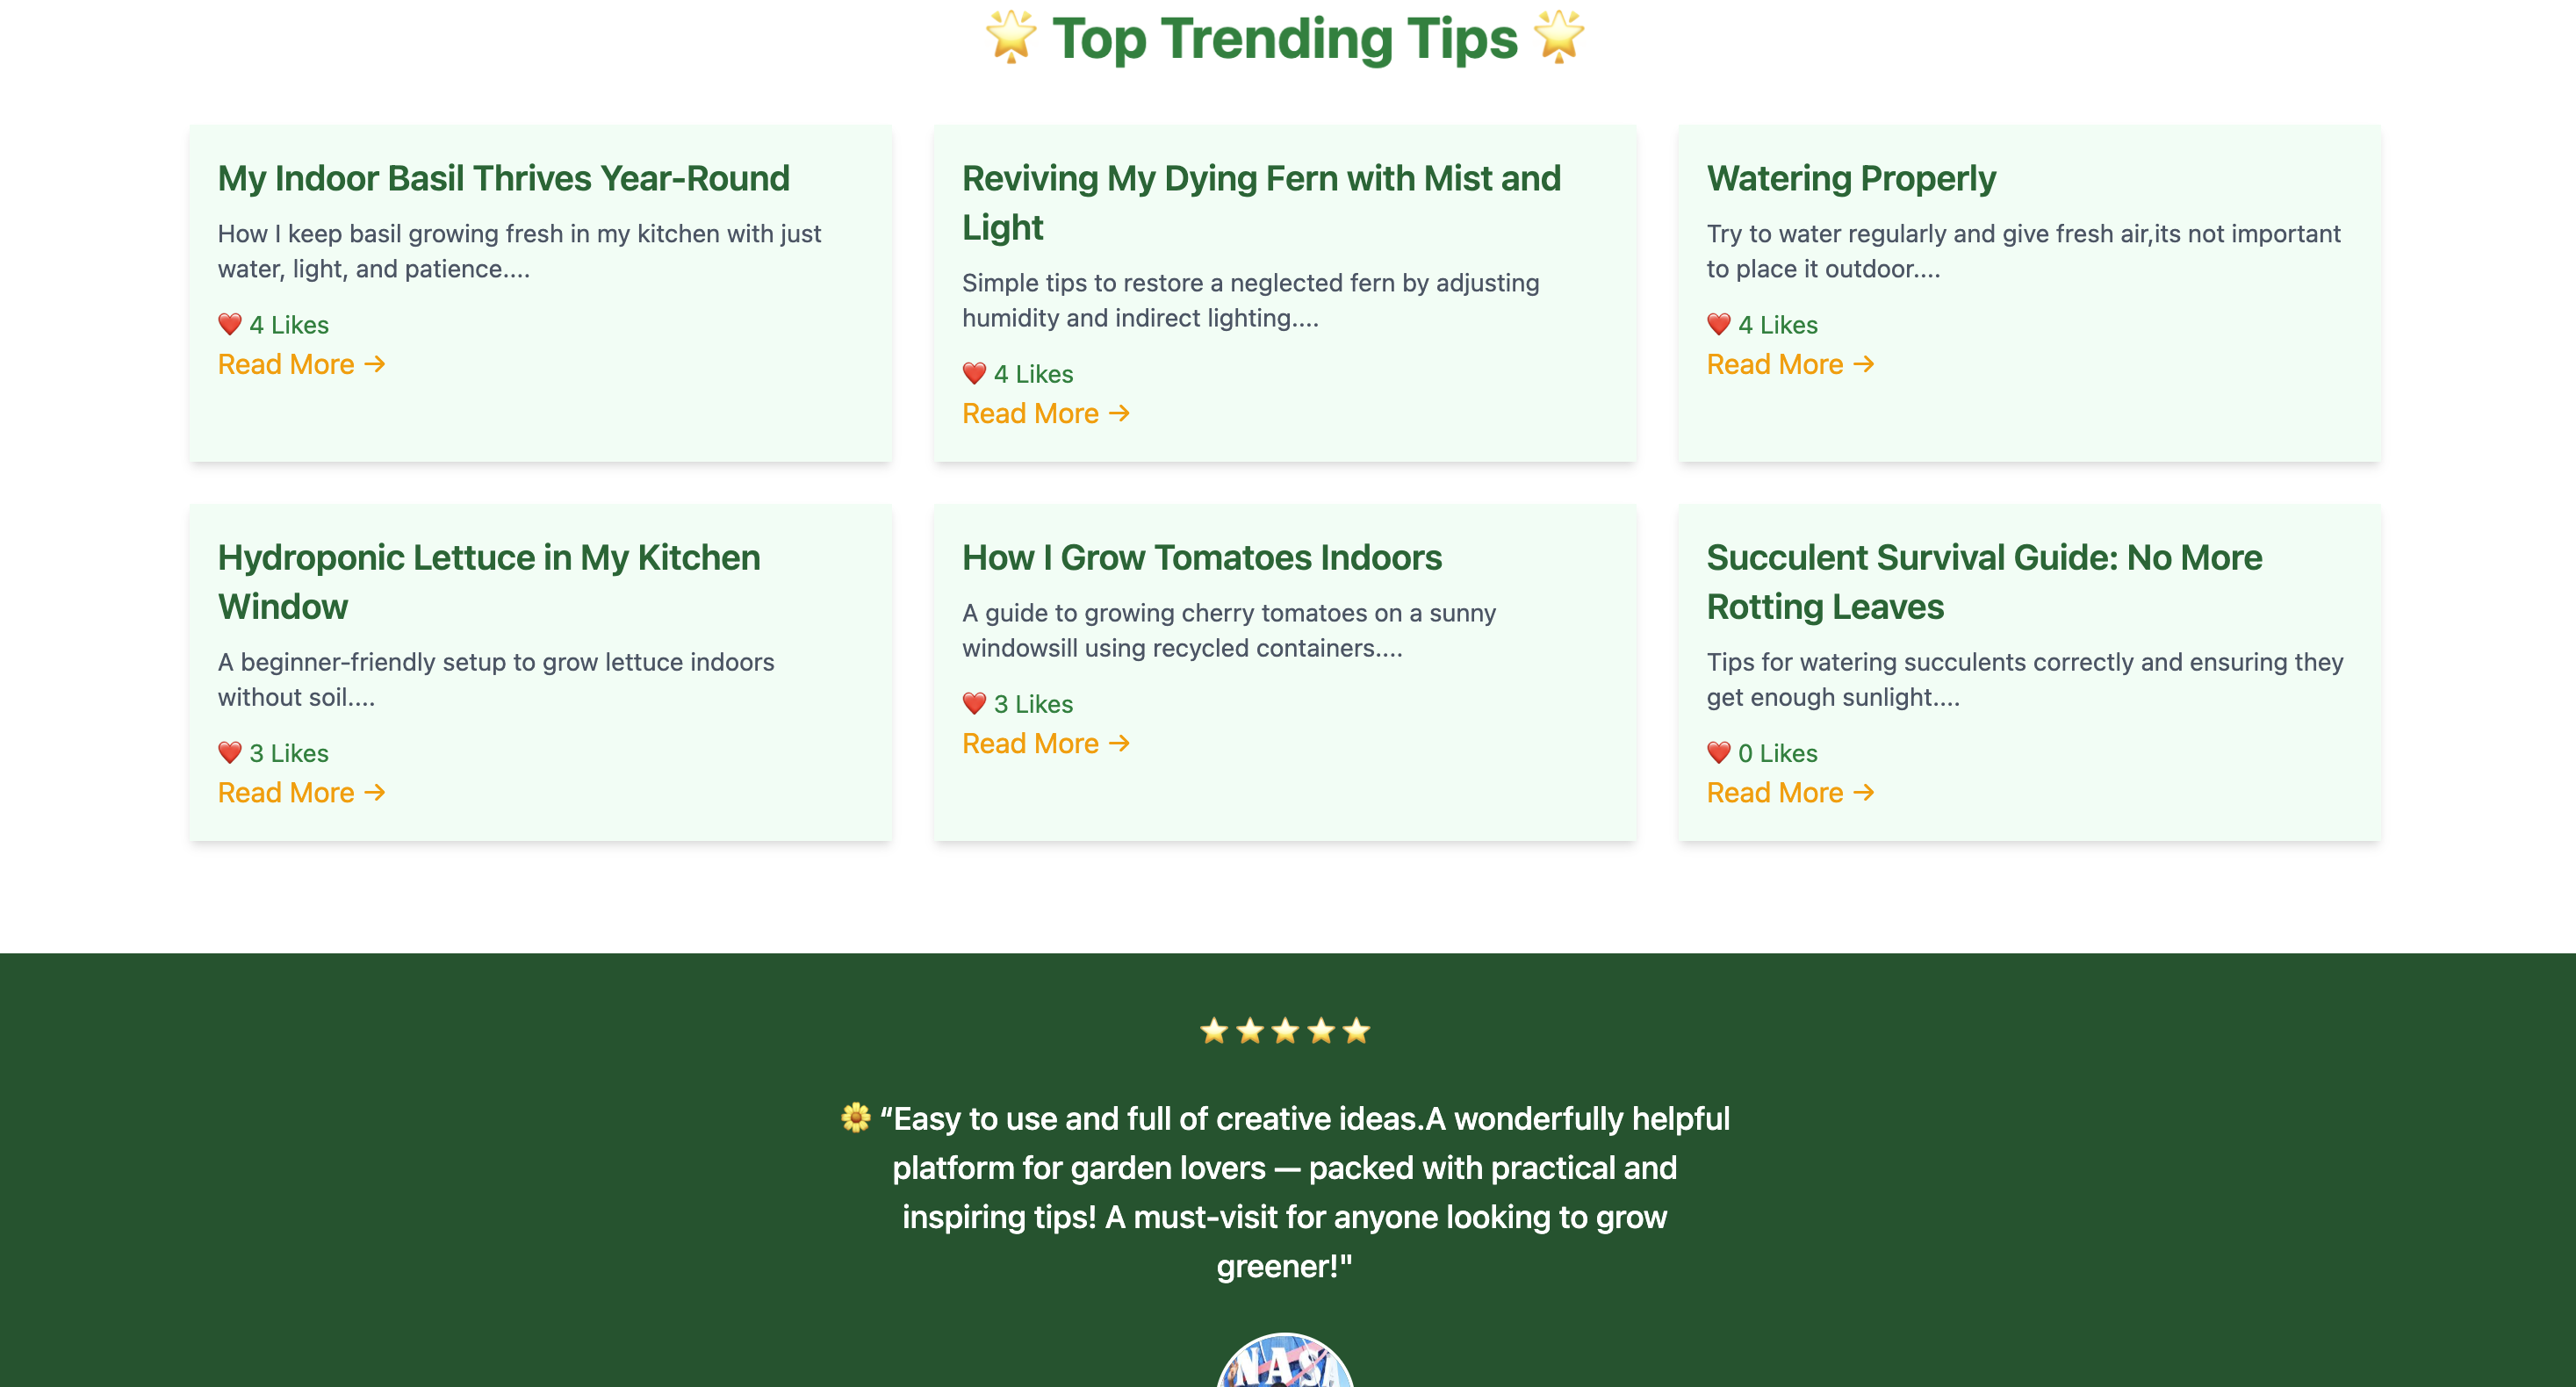 🌟 Top Trending Tips 🌟
My Indoor Basil Thrives Year-Round
How I keep basil growing fresh in my kitchen with just
water, light, and patience....
❤️ 4 Likes
Read More →
Reviving My Dying Fern with Mist and
Light
Simple tips to restore a neglected fern by adjusting
humidity and indirect lighting....
❤️ 4 Likes
Read More →
Watering Properly
Try to water regularly and give fresh air,its not important
to place it outdoor....
❤️ 4 Likes
Read More →
Hydroponic Lettuce in My Kitchen
Window
A beginner-friendly setup to grow lettuce indoors
without soil....
❤️ 3 Likes
Read More →
How I Grow Tomatoes Indoors
A guide to growing cherry tomatoes on a sunny
windowsill using recycled containers....
❤️ 3 Likes
Read More →
Succulent Survival Guide: No More
Rotting Leaves
Tips for watering succulents correctly and ensuring they
get enough sunlight....
❤️ 0 Likes
Read More →
⭐⭐⭐⭐⭐
🌼 “Easy to use and full of creative ideas.A wonderfully helpful
platform for garden lovers — packed with practical and
inspiring tips! A must-visit for anyone looking to grow
greener!"
NASA